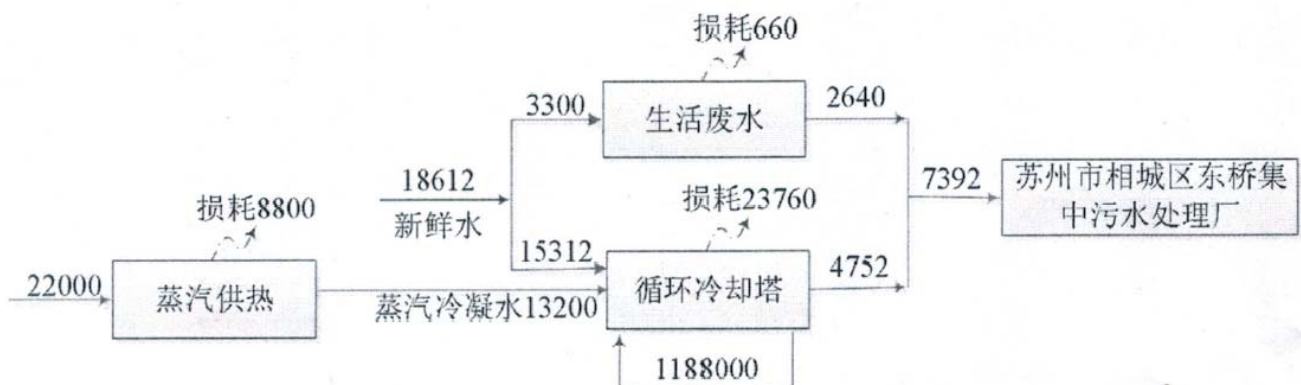 损耗660
3300
生活废水
2640
18612
新鲜水
7392
苏州市相城区东桥集
中污水处理厂
损耗8800
损耗23760
15312
4752
22000
蒸汽供热
蒸汽冷凝水13200
循环冷却塔
1188000